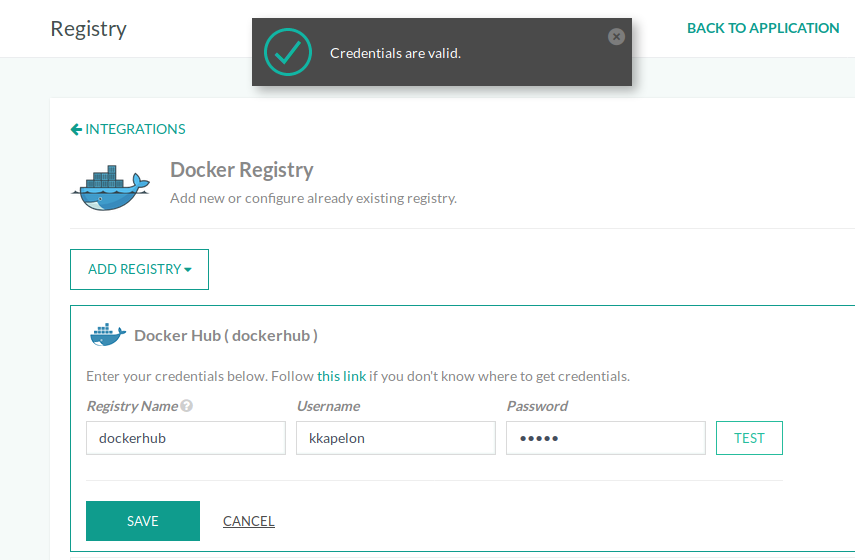 Registry
Credentials are valid.
BACK TO APPLICATION
INTEGRATIONS
Docker Registry
Add new or configure already existing registry.
ADD REGISTRY
Docker Hub ( dockerhub )
Enter your credentials below. Follow this link if you don't know where to get credentials.
Registry Name ? Username Password
dockerhub kkapelon ••••• TEST
SAVE CANCEL